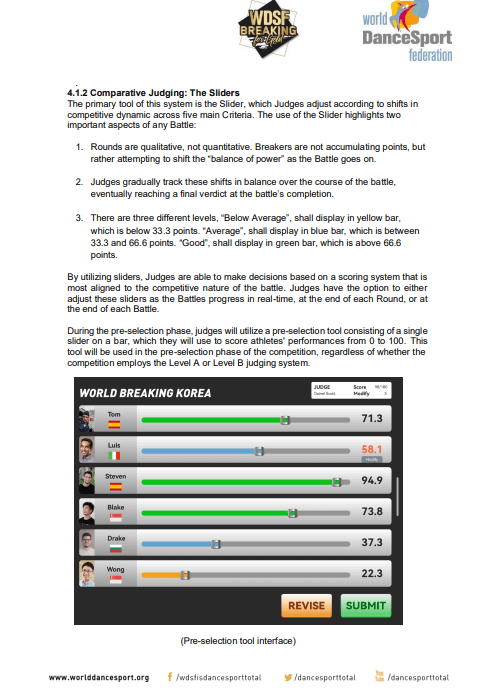 WDSF
BREAKING
for Gold
world
DanceSport
federation
4.1.2 Comparative Judging: The Sliders
The primary tool of this system is the Slider, which Judges adjust according to shifts in
competitive dynamic across five main Criteria. The use of the Slider highlights two
important aspects of any Battle:
1. Rounds are qualitative, not quantitative. Breakers are not accumulating points, but
rather attempting to shift the “balance of power” as the Battle goes on.
2. Judges gradually track these shifts in balance over the course of the battle,
eventually reaching a final verdict at the battle’s completion.
3. There are three different levels, “Below Average”, shall display in yellow bar,
which is below 33.3 points. “Average”, shall display in blue bar, which is between
33.3 and 66.6 points. “Good”, shall display in green bar, which is above 66.6
points.
By utilizing sliders, Judges are able to make decisions based on a scoring system that is
most aligned to the competitive nature of the battle. Judges have the option to either
adjust these sliders as the Battles progress in real-time, at the end of each Round, or at
the end of each Battle.
During the pre-selection phase, judges will utilize a pre-selection tool consisting of a single
slider on a bar, which they will use to score athletes' performances from 0 to 100. This
tool will be used in the pre-selection phase of the competition, regardless of whether the
competition employs the Level A or Level B judging system.
WORLD BREAKING KOREA
JUDGE Score
Modify 3
Tom 71.3
Luis 58.1
Modify
Steven 94.9
Blake 73.8
Drake 37.3
Wong 22.3
REVISE SUBMIT
(Pre-selection tool interface)
www.worlddancesport.org /wdsfisdancesporttotal /dancesporttotal You Tube /dancesporttotal